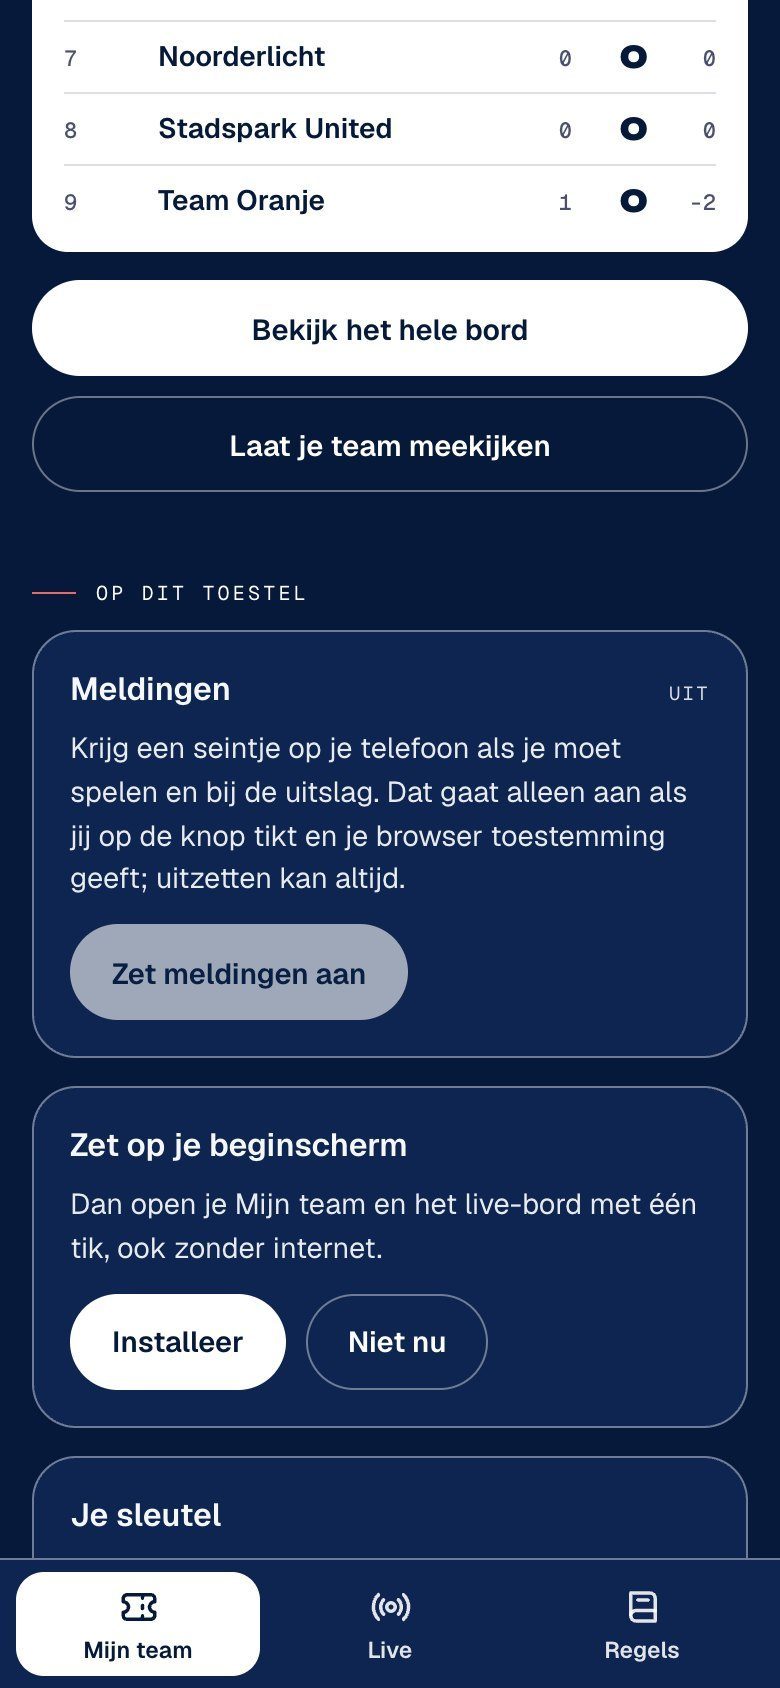 7 Noorderlicht 0 0 0
8 Stadspark United 0 0 0
9 Team Oranje 1 0 -2
Bekijk het hele bord
Laat je team meekijken
OP DIT TOESTEL
Meldingen UIT
Krijg een seintje op je telefoon als je moet
spelen en bij de uitslag. Dat gaat alleen aan als
jij op de knop tikt en je browser toestemming
geeft; uitzetten kan altijd.
Zet meldingen aan
Zet op je beginscherm
Dan open je Mijn team en het live-bord met één
tik, ook zonder internet.
Installeer Niet nu
Je sleutel
Mijn team Live Regels